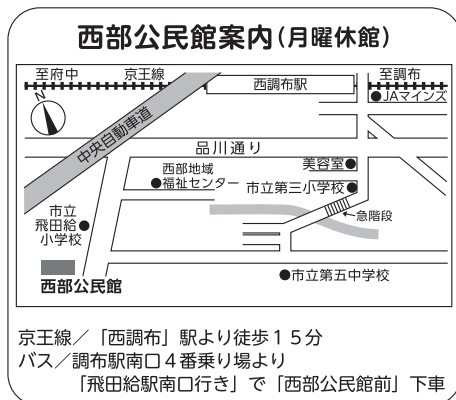 西部公民館案内(月曜休館)
至府中
京王線
西調布駅
至調布
N
JAマインズ
中央自動車道
品川通り
美容室
西部地域
福祉センター
市立第三小学校
急階段
市立
飛田給
小学校
西部公民館
市立第五中学校
京王線／「西調布」駅より徒歩15分
バス／調布駅南口4番乗り場より
「飛田給駅南口行き」で「西部公民館前」下車